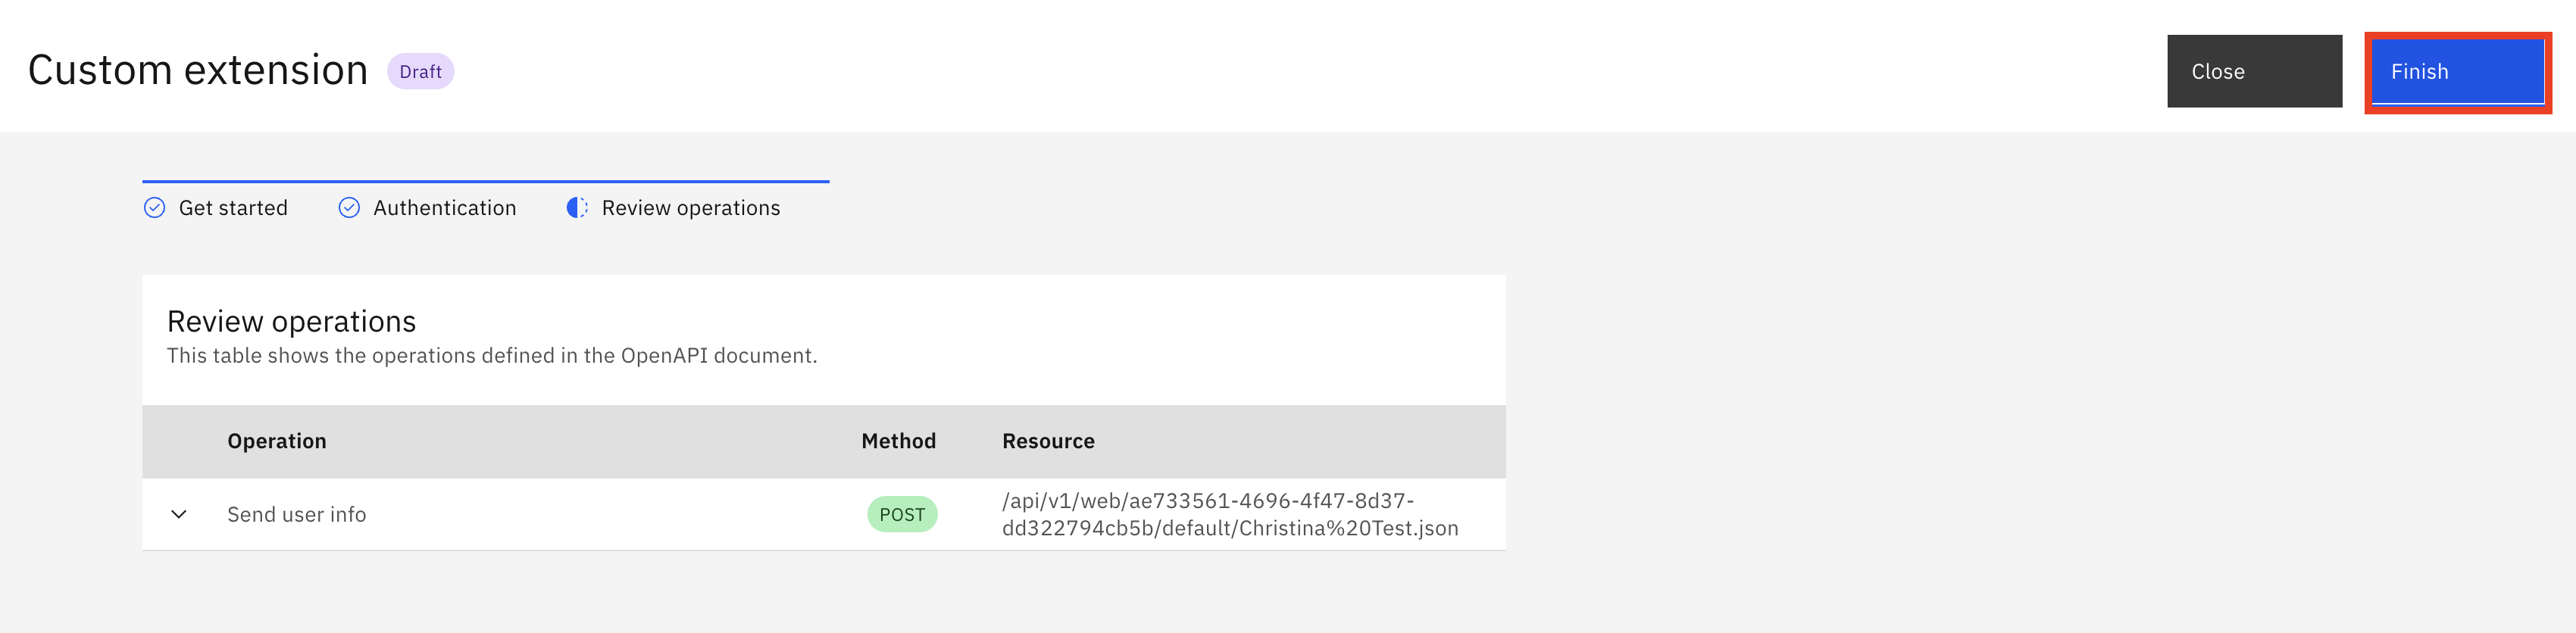 Custom extension
Draft
Close
Finish
Get started
Authentication
Review operations
Review operations
This table shows the operations defined in the OpenAPI document.
Operation
Method
Resource
Send user info
POST
/api/v1/web/ae733561-4696-4f47-8d37-
dd322794cb5b/default/Christina%20Test.json